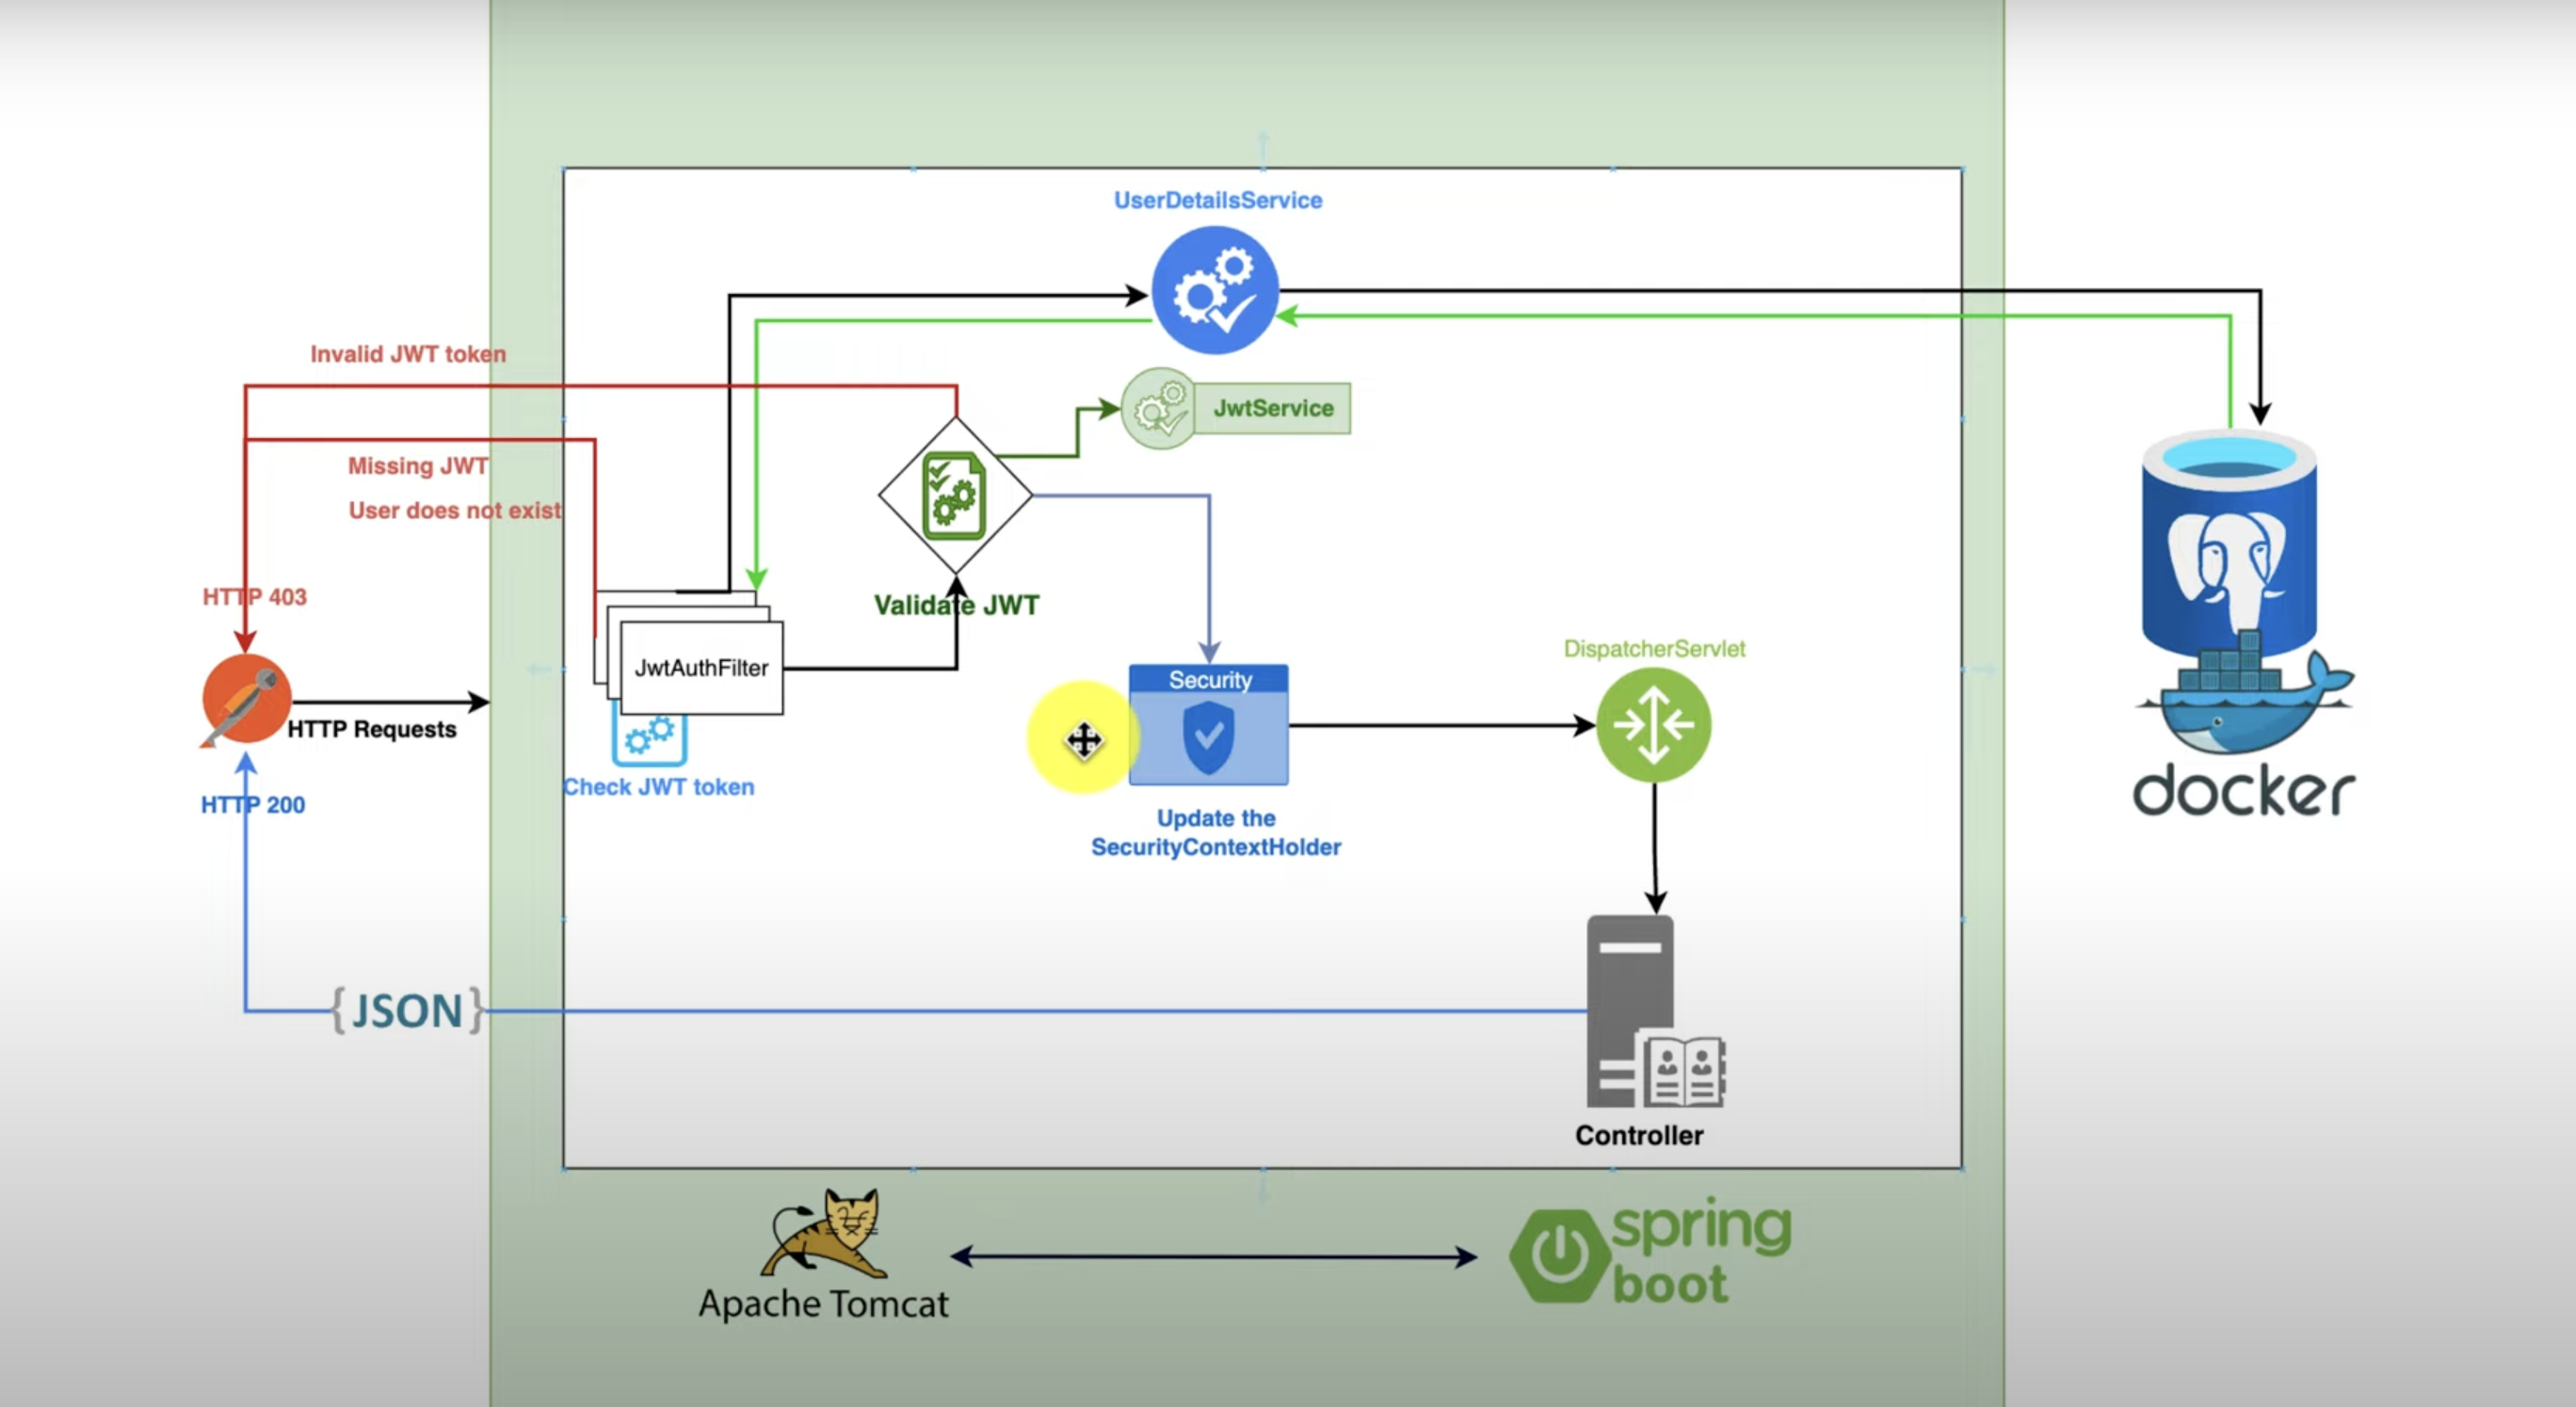 UserDetailsService
Invalid JWT token
JwtService
Missing JWT
User does not exist
HTTP 403
Validate JWT
JwtAuthFilter
DispatcherServlet
Security
HTTP Requests
Check JWT token
HTTP 200
Update the
SecurityContextHolder
docker
{JSON}
Controller
Apache Tomcat
spring
boot